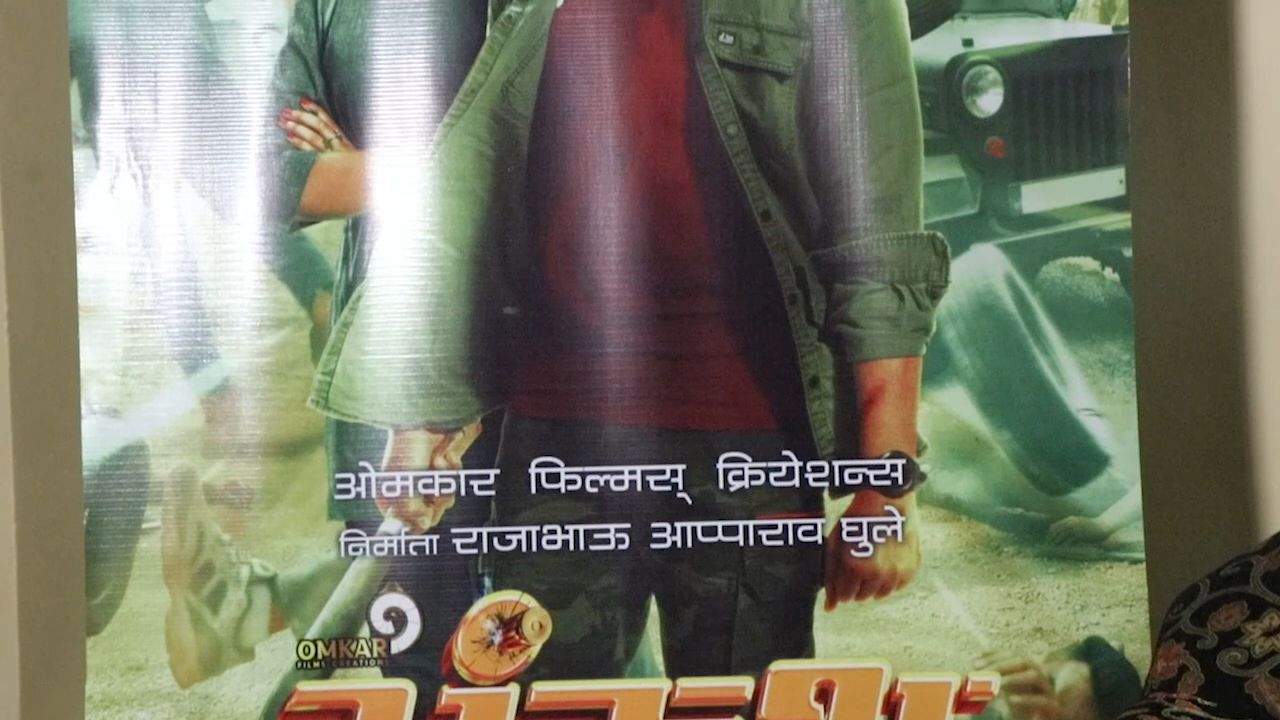 ओमकार फिल्मस् क्रियेशन्स
निर्माता राजाभाऊ आप्पाराव घुले
OMKAR
FILMS CREATIONS